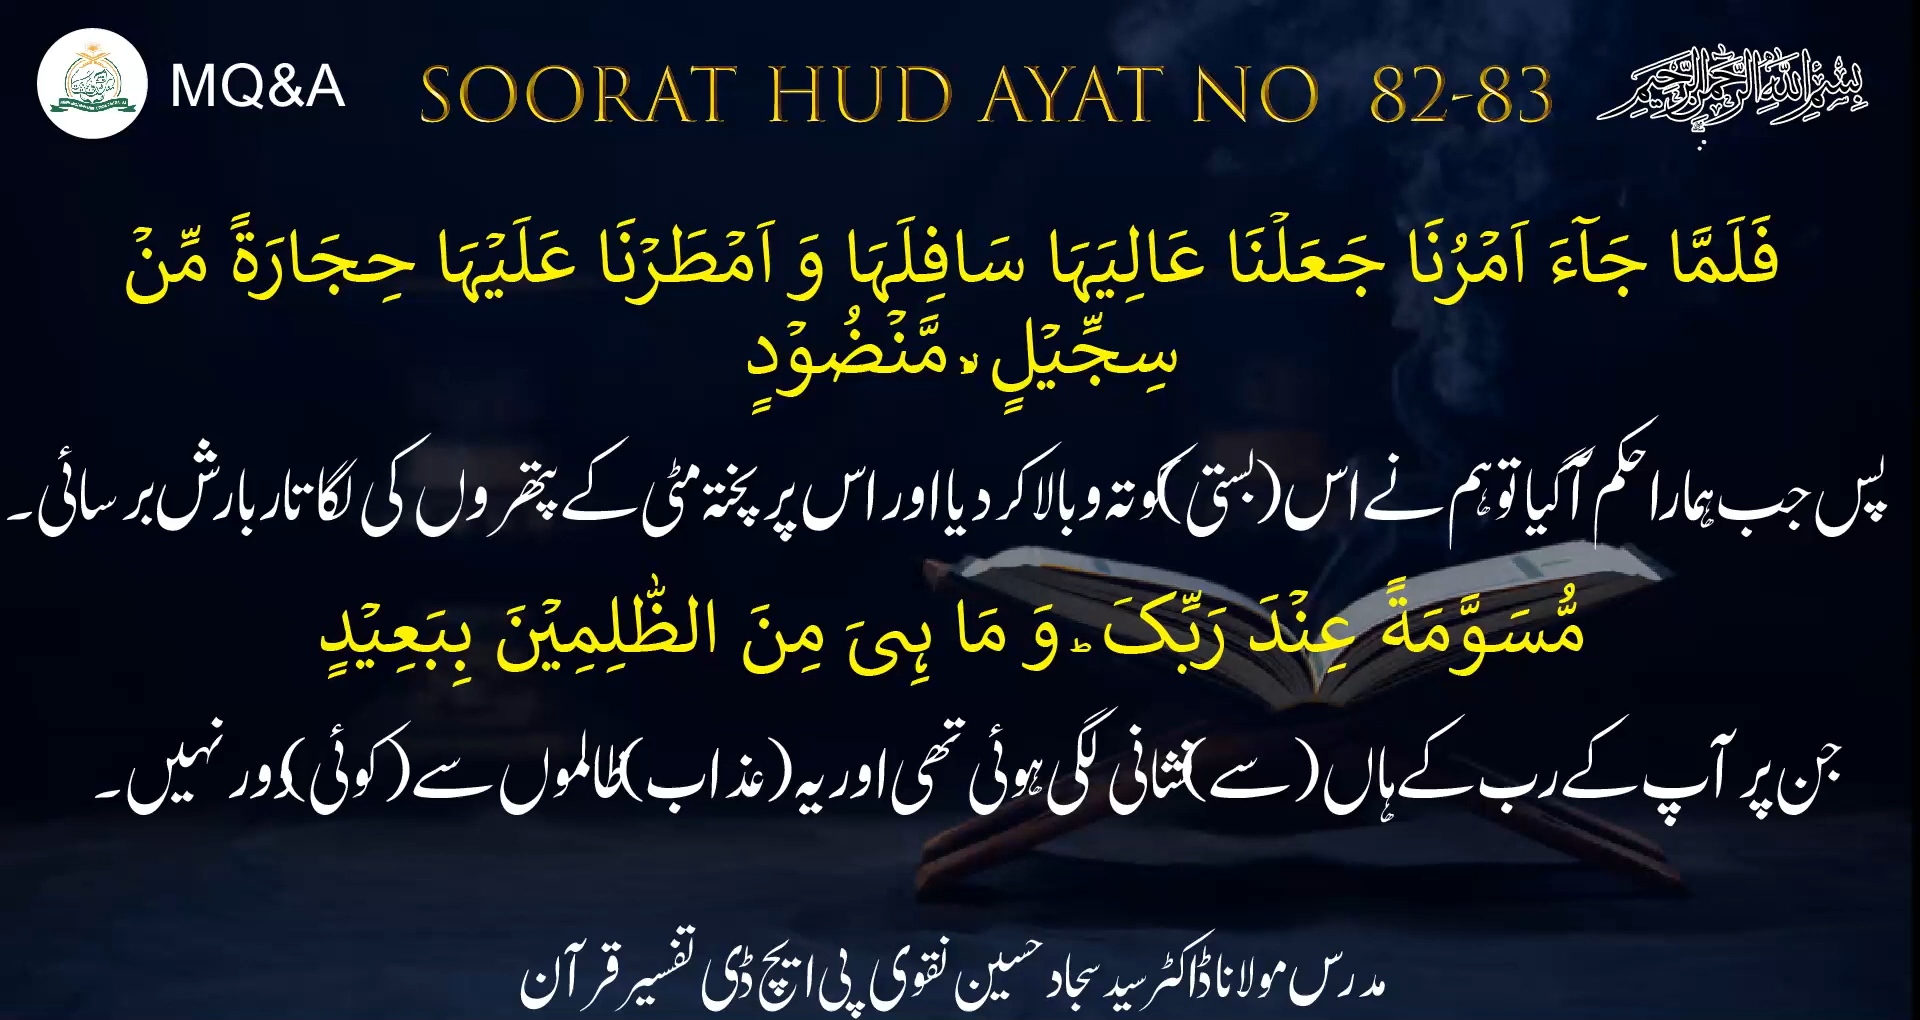 MQ&A
SOORAT HUD AYAT NO 82-83
بِسْمِ اللهِ الرَّحْمٰنِ الرَّحِيْمِ
فَلَمَّا جَآءَ اَمۡرُنَا جَعَلۡنَا عَالِیَہَا سَافِلَہَا وَ اَمۡطَرۡنَا عَلَیۡہَا حِجَارَۃً مِّنۡ
سِجِّیۡلٍ ۬ۙ مَّنۡضُوۡدٍ
پس جب ہمارا حکم آگیا تو ہم نے اس (بستی) کو تہ و بالا کر دیا اور اس پر پختہ مٹی کے پتھروں کی لگاتار بارش برسائی۔
مُّسَوَّمَۃً عِنۡدَ رَبِّکَ ؕ وَ مَا ہِیَ مِنَ الظّٰلِمِیۡنَ بِبَعِیۡدٍ
جن پر آپ کے رب کے ہاں (سے) نشانی لگی ہوئی تھی اور یہ (عذاب) ظالموں سے (کوئی) دور نہیں۔
مدرس مولانا ڈاکٹر سید سجاد حسین نقوی پی ایچ ڈی تفسیر قرآن